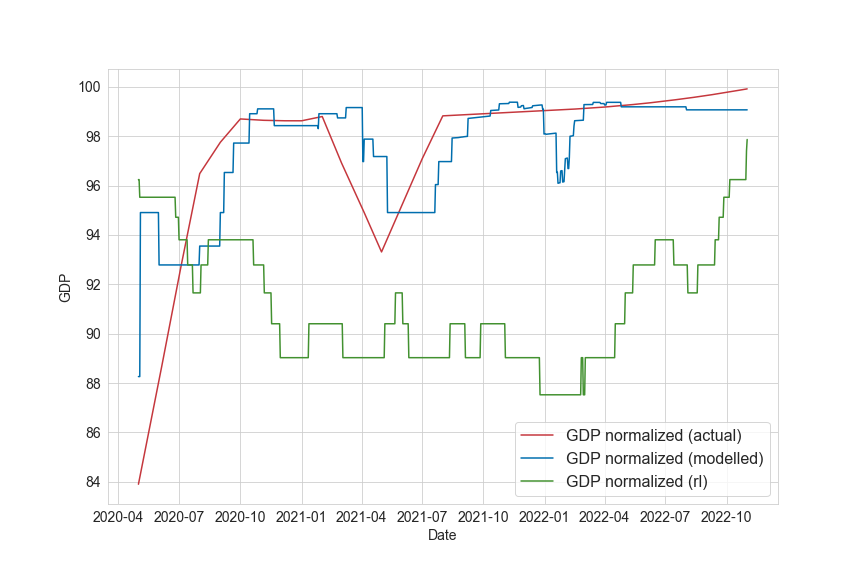 100
98
96
94
92
90
88
86
84
GDP
GDP normalized (actual)
GDP normalized (modelled)
GDP normalized (rl)
2020-04 2020-07 2020-10 2021-01 2021-04 2021-07 2021-10 2022-01 2022-04 2022-07 2022-10
Date